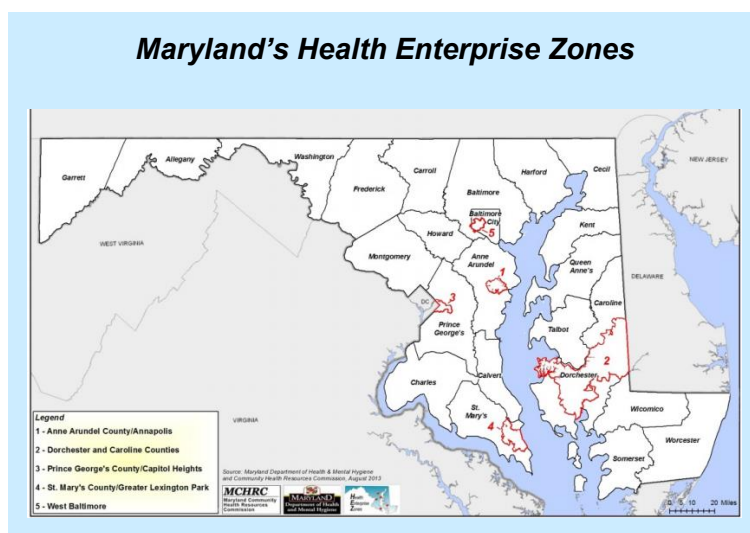 Maryland's Health Enterprise Zones
Garrett
Allegany
Washington
Frederick
Carroll
Baltimore
Harford
Cecil
NEW JERSEY
Baltimore
City
5
Kent
Howard
WEST VIRGINIA
Montgomery
Anne
Arundel
1
Queen
Anne's
DELAWARE
DC
3
Caroline
Prince
George's
Talbot
2
Dorchester
Calvert
Charles
St.
Mary's
4
Wicomico
Worcester
Somerset
VIRGINIA
Legend
1 - Anne Arundel County/Annapolis
2 - Dorchester and Caroline Counties
3 - Prince George's County/Capitol Heights
4 - St. Mary's County/Greater Lexington Park
5 - West Baltimore
Source: Maryland Department of Health & Mental Hygiene
and Community Health Resources Commission, August 2013
MCHRC
Maryland Community
Health Resources
Commission
MARYLAND
Department of Health
and Mental Hygiene
Health
Enterprise
Zones
0 5 10 20 Miles